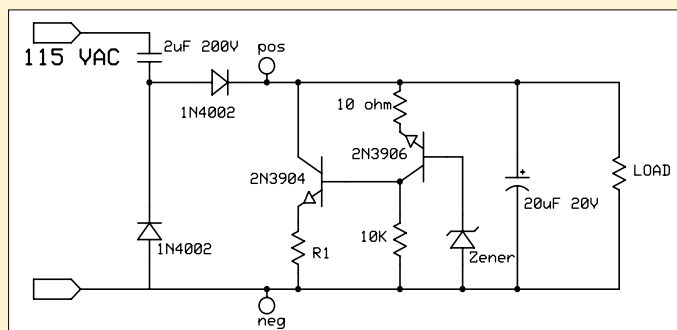 115 VAC
2uF 200V
pos
1N4002
10 ohm
2N3906
2N3904
LOAD
20uF 20V
+
10K
1N4002
R1
Zener
neg